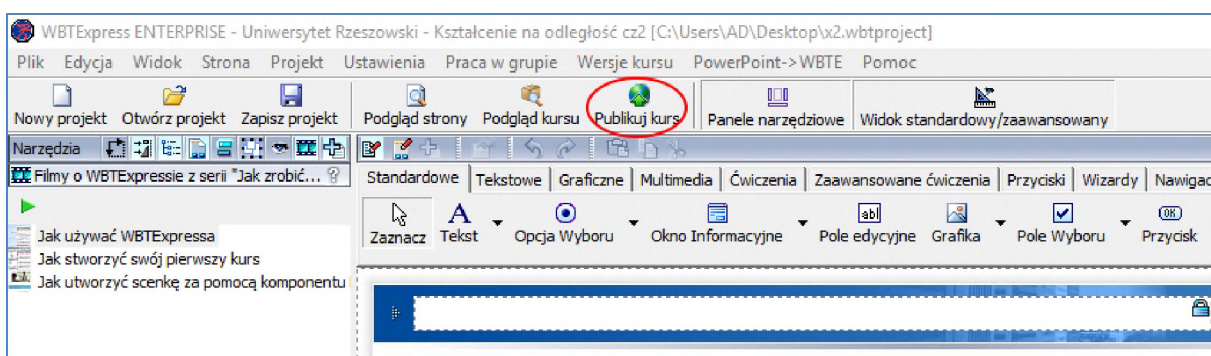 WBTExpress ENTERPRISE - Uniwersytet Rzeszowski - Kształcenie na odległość cz2 [C:\Users\AD\Desktop\x2.wbtproject]
Plik Edycja Widok Strona Projekt Ustawienia Praca w grupie Wersje kursu PowerPoint->WBTE Pomoc
Nowy projekt Otwórz projekt Zapisz projekt Podgląd strony Podgląd kursu Publikuj kurs Panele narzędziowe Widok standardowy/zaawansowany
Narzędzia
Filmy o WBTExpressie z serii "Jak zrobić...
Standardowe Tekstowe Graficzne Multimedia Ćwiczenia Zaawansowane ćwiczenia Przyciski Wizardy Nawigac
Zaznacz Tekst Opcja Wyboru Okno Informacyjne Pole edycyjne Grafika Pole Wyboru Przycisk
Jak używać WBTExpressa
Jak stworzyć swój pierwszy kurs
Jak utworzyć scenkę za pomocą komponentu